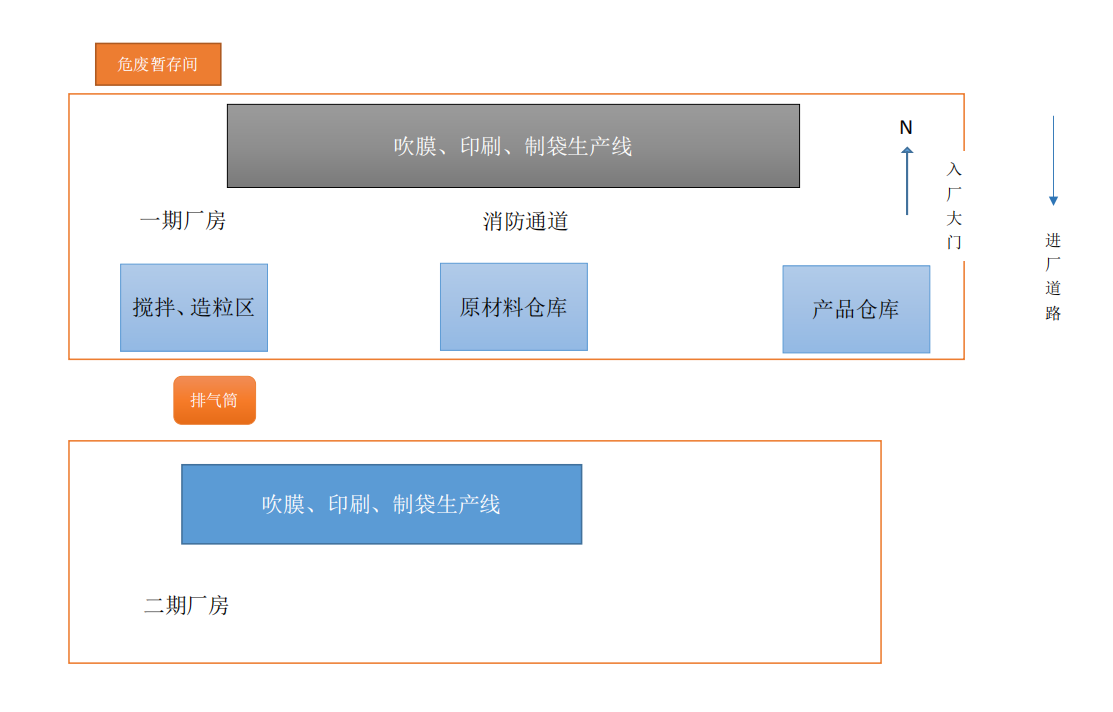 危废暂存间
吹膜、印刷、制袋生产线
N
入厂大门
一期厂房
消防通道
进厂道路
搅拌、造粒区
原材料仓库
产品仓库
排气筒
吹膜、印刷、制袋生产线
二期厂房